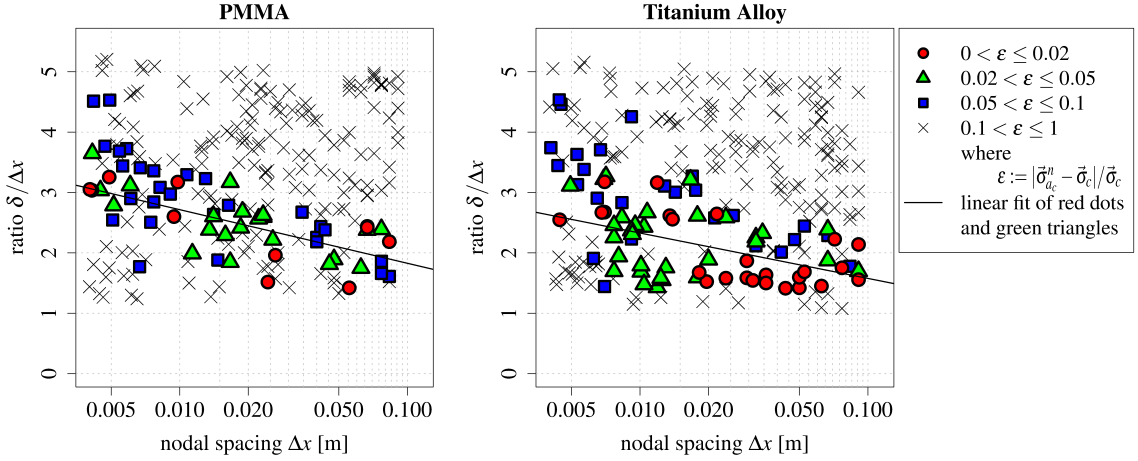 PMMA
ratio δ/Δx
5
4
3
2
1
0
0.005 0.010 0.020 0.050 0.100
nodal spacing Δx [m]
Titanium Alloy
ratio δ/Δx
5
4
3
2
1
0
0.005 0.010 0.020 0.050 0.100
nodal spacing Δx [m]
0 < ε ≤ 0.02
0.02 < ε ≤ 0.05
0.05 < ε ≤ 0.1
0.1 < ε ≤ 1
where
ε := |σ⃗ⁿ_{a_c} − σ⃗_c|/σ⃗_c
linear fit of red dots
and green triangles